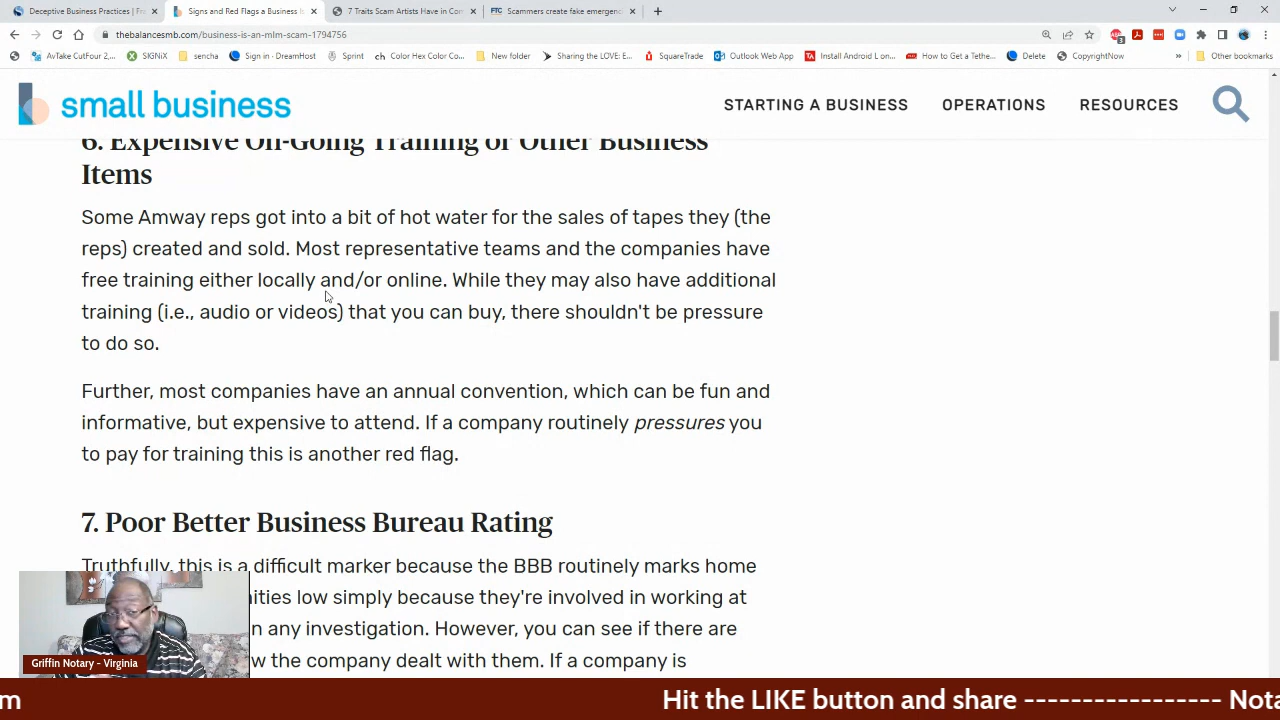 Deceptive Business Practices | Fr
Signs and Red Flags a Business I
7 Traits Scam Artists Have in Com
FTC
Scammers create fake emergenc
thebalancesmb.com/business-is-an-mlm-scam-1794756
AvTake CutFour 2,...
SIGNiX
sencha
Sign in - DreamHost
Gravity Forms
ch
Color Hex Color Co...
New folder
Sharing the LOVE: E...
SquareTrade
Outlook Web App
Install Android L on...
How to Get a Tethe...
Delete
CopyrightNow
»
Other bookmarks
small business
STARTING A BUSINESS
OPERATIONS
RESOURCES
6. Expensive On-Going Training or Other Business
Items
Some Amway reps got into a bit of hot water for the sales of tapes they (the
reps) created and sold. Most representative teams and the companies have
free training either locally and/or online. While they may also have additional
training (i.e., audio or videos) that you can buy, there shouldn't be pressure
to do so.
Further, most companies have an annual convention, which can be fun and
informative, but expensive to attend. If a company routinely pressures you
to pay for training this is another red flag.
7. Poor Better Business Bureau Rating
Truthfully, this is a difficult marker because the BBB routinely marks home
ities low simply because they're involved in working at
n any investigation. However, you can see if there are
w the company dealt with them. If a company is
Griffin Notary - Virginia
m
Hit the LIKE button and share ----------------- Nota